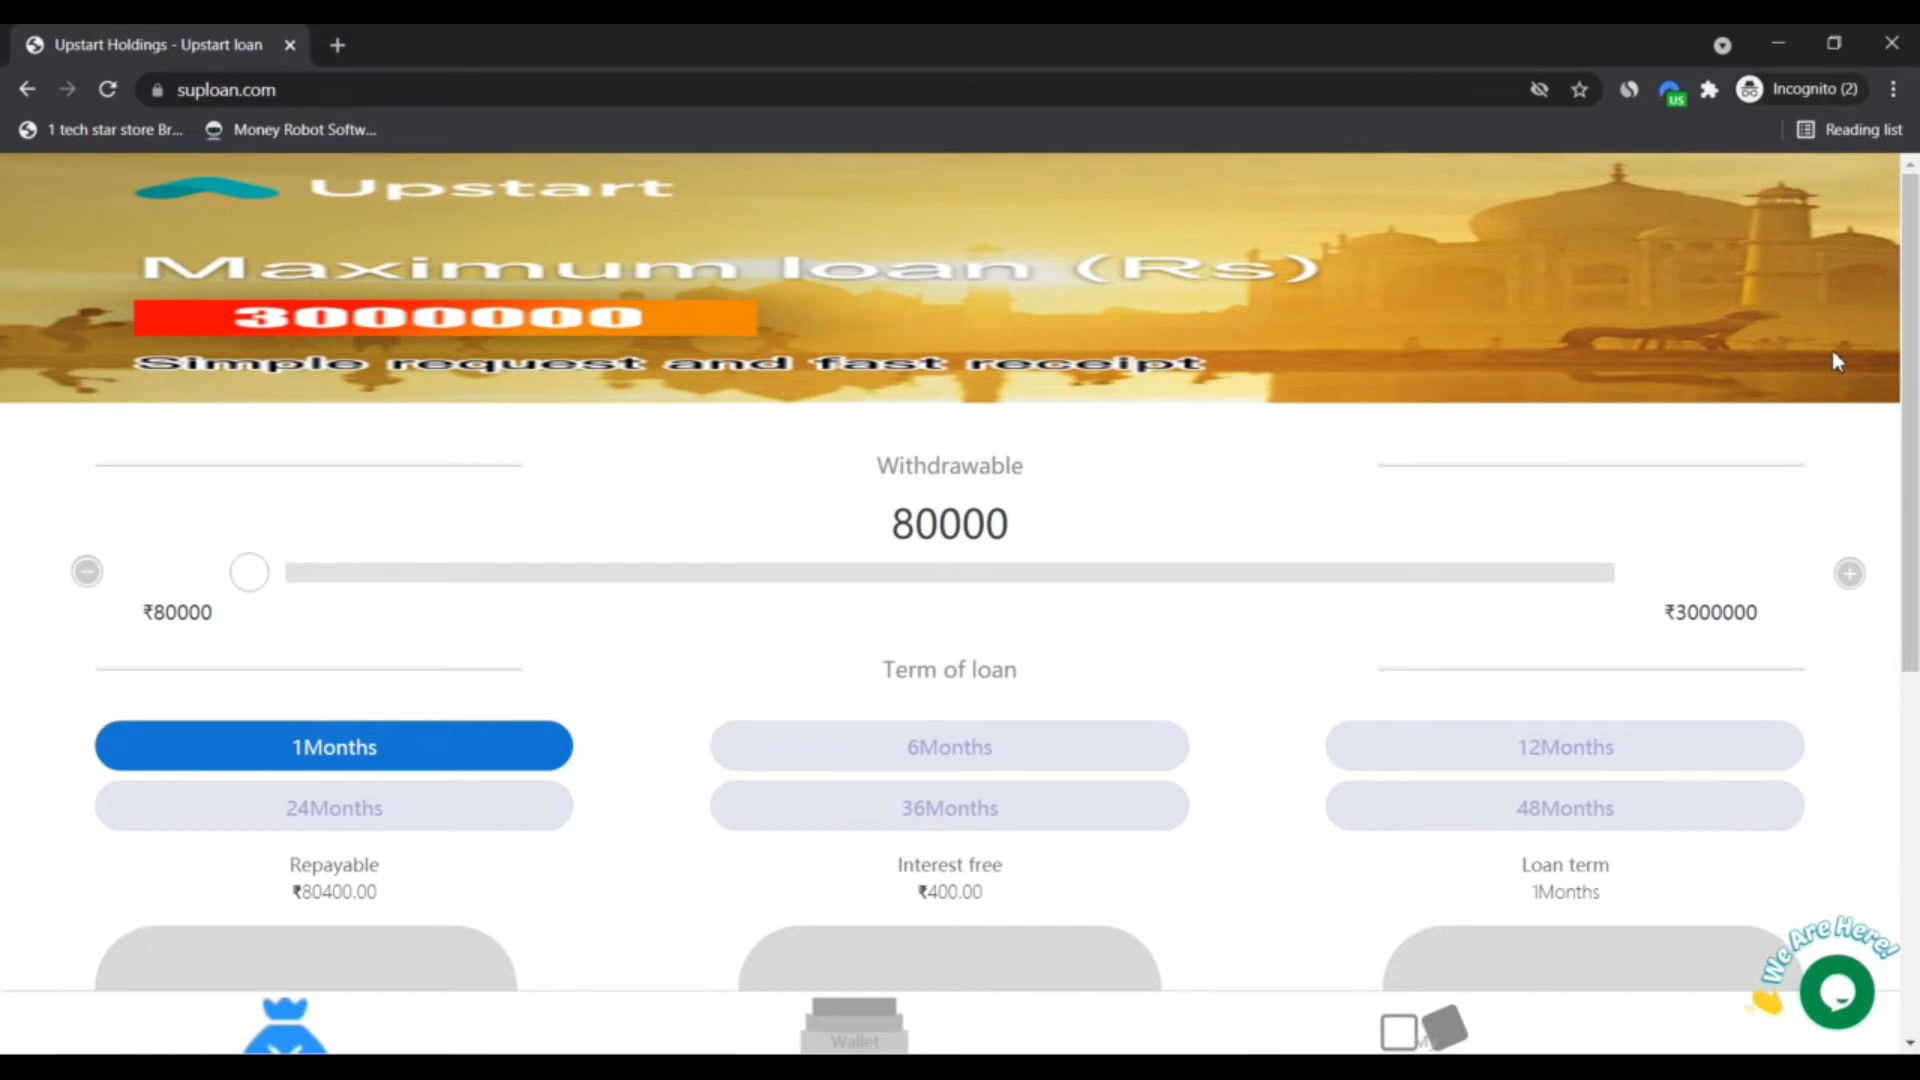 Upstart Holdings - Upstart loan
suploan.com
US
Incognito (2)
1 tech star store Br...
Money Robot Softw...
Reading list
Upstart
Maximum loan (Rs)
3000000
Simple request and fast receipt
Withdrawable
80000
₹80000
₹3000000
Term of loan
1Months
6Months
12Months
24Months
36Months
48Months
Repayable
Interest free
Loan term
₹80400.00
₹400.00
1Months
We Are Here!
Wallet
My